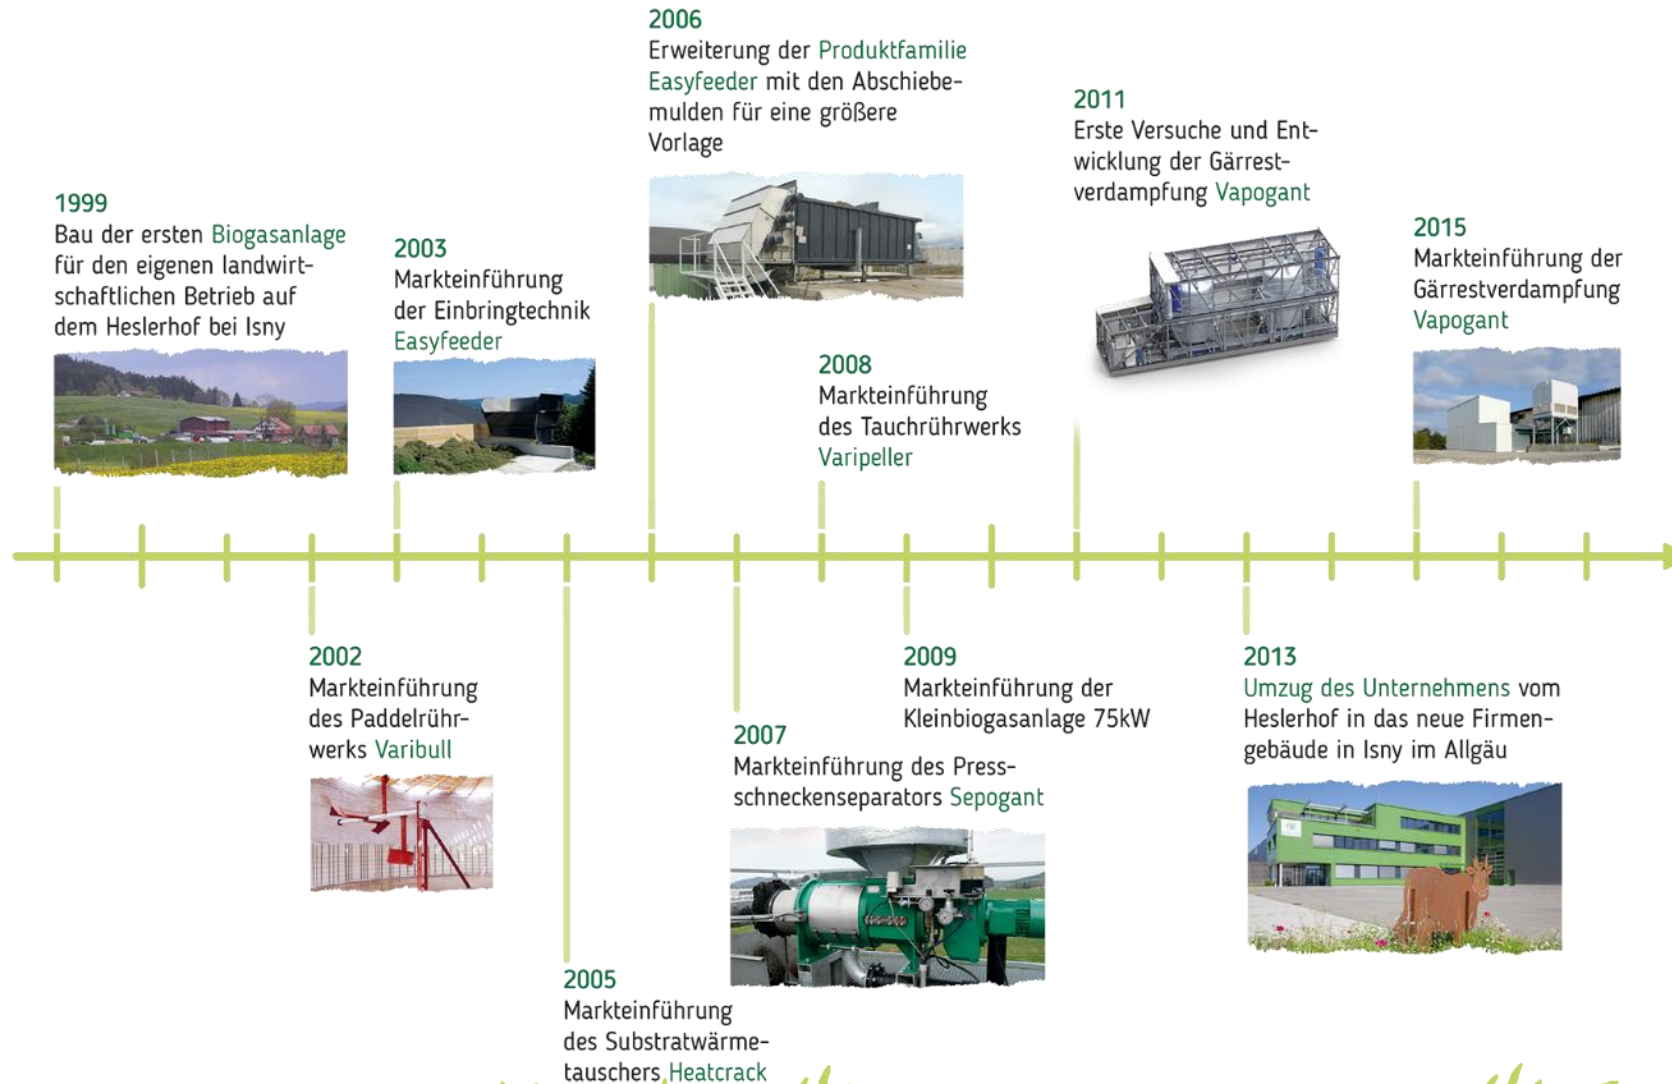 1999
Bau der ersten Biogasanlage
für den eigenen landwirt-
schaftlichen Betrieb auf
dem Heslerhof bei Isny
2002
Markteinführung
des Paddelrühr-
werks Varibull
2003
Markteinführung
der Einbringtechnik
Easyfeeder
2005
Markteinführung
des Substratwärme-
tauschers Heatcrack
2006
Erweiterung der Produktfamilie
Easyfeeder mit den Abschiebe-
mulden für eine größere
Vorlage
2007
Markteinführung des Press-
schneckenseparators Sepogant
2008
Markteinführung
des Tauchrührwerks
Varipeller
2009
Markteinführung der
Kleinbiogasanlage 75kW
2011
Erste Versuche und Ent-
wicklung der Gärrest-
verdampfung Vapogant
2013
Umzug des Unternehmens vom
Heslerhof in das neue Firmen-
gebäude in Isny im Allgäu
2015
Markteinführung der
Gärrestverdampfung
Vapogant